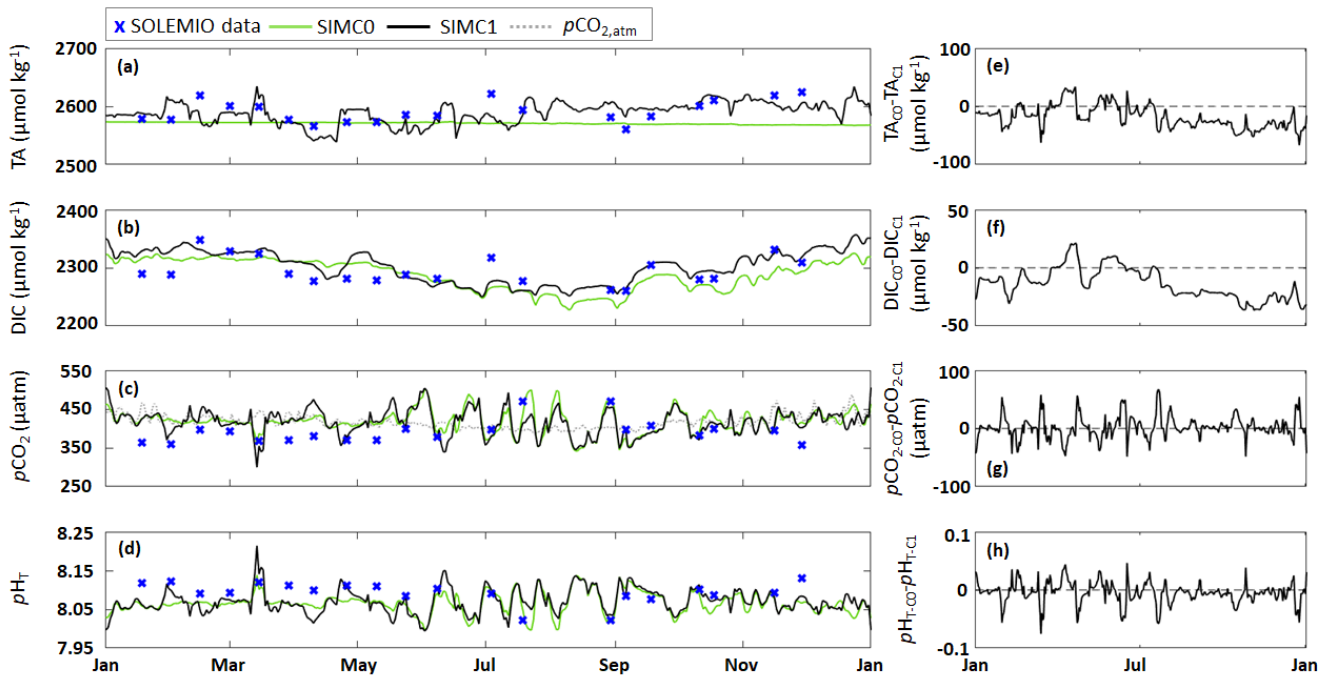 SOLEMIO data SIMC0 SIMC1 pCO2,atm
(a)
TA (µmol kg-1)
2700
2600
2500
(b)
DIC (µmol kg-1)
2400
2300
2200
(c)
pCO2 (µatm)
550
450
350
250
(d)
pHT
8.25
8.15
8.05
7.95
Jan Mar May Jul Sep Nov Jan
(e)
TAC0-TAC1
(µmol kg-1)
100
0
-100
(f)
DICC0-DICC1
(µmol kg-1)
50
0
-50
(g)
pCO2-C0-pCO2-C1
(µatm)
100
0
-100
(h)
pHT-C0-pHT-C1
0.1
0
-0.1
Jan Jul Jan